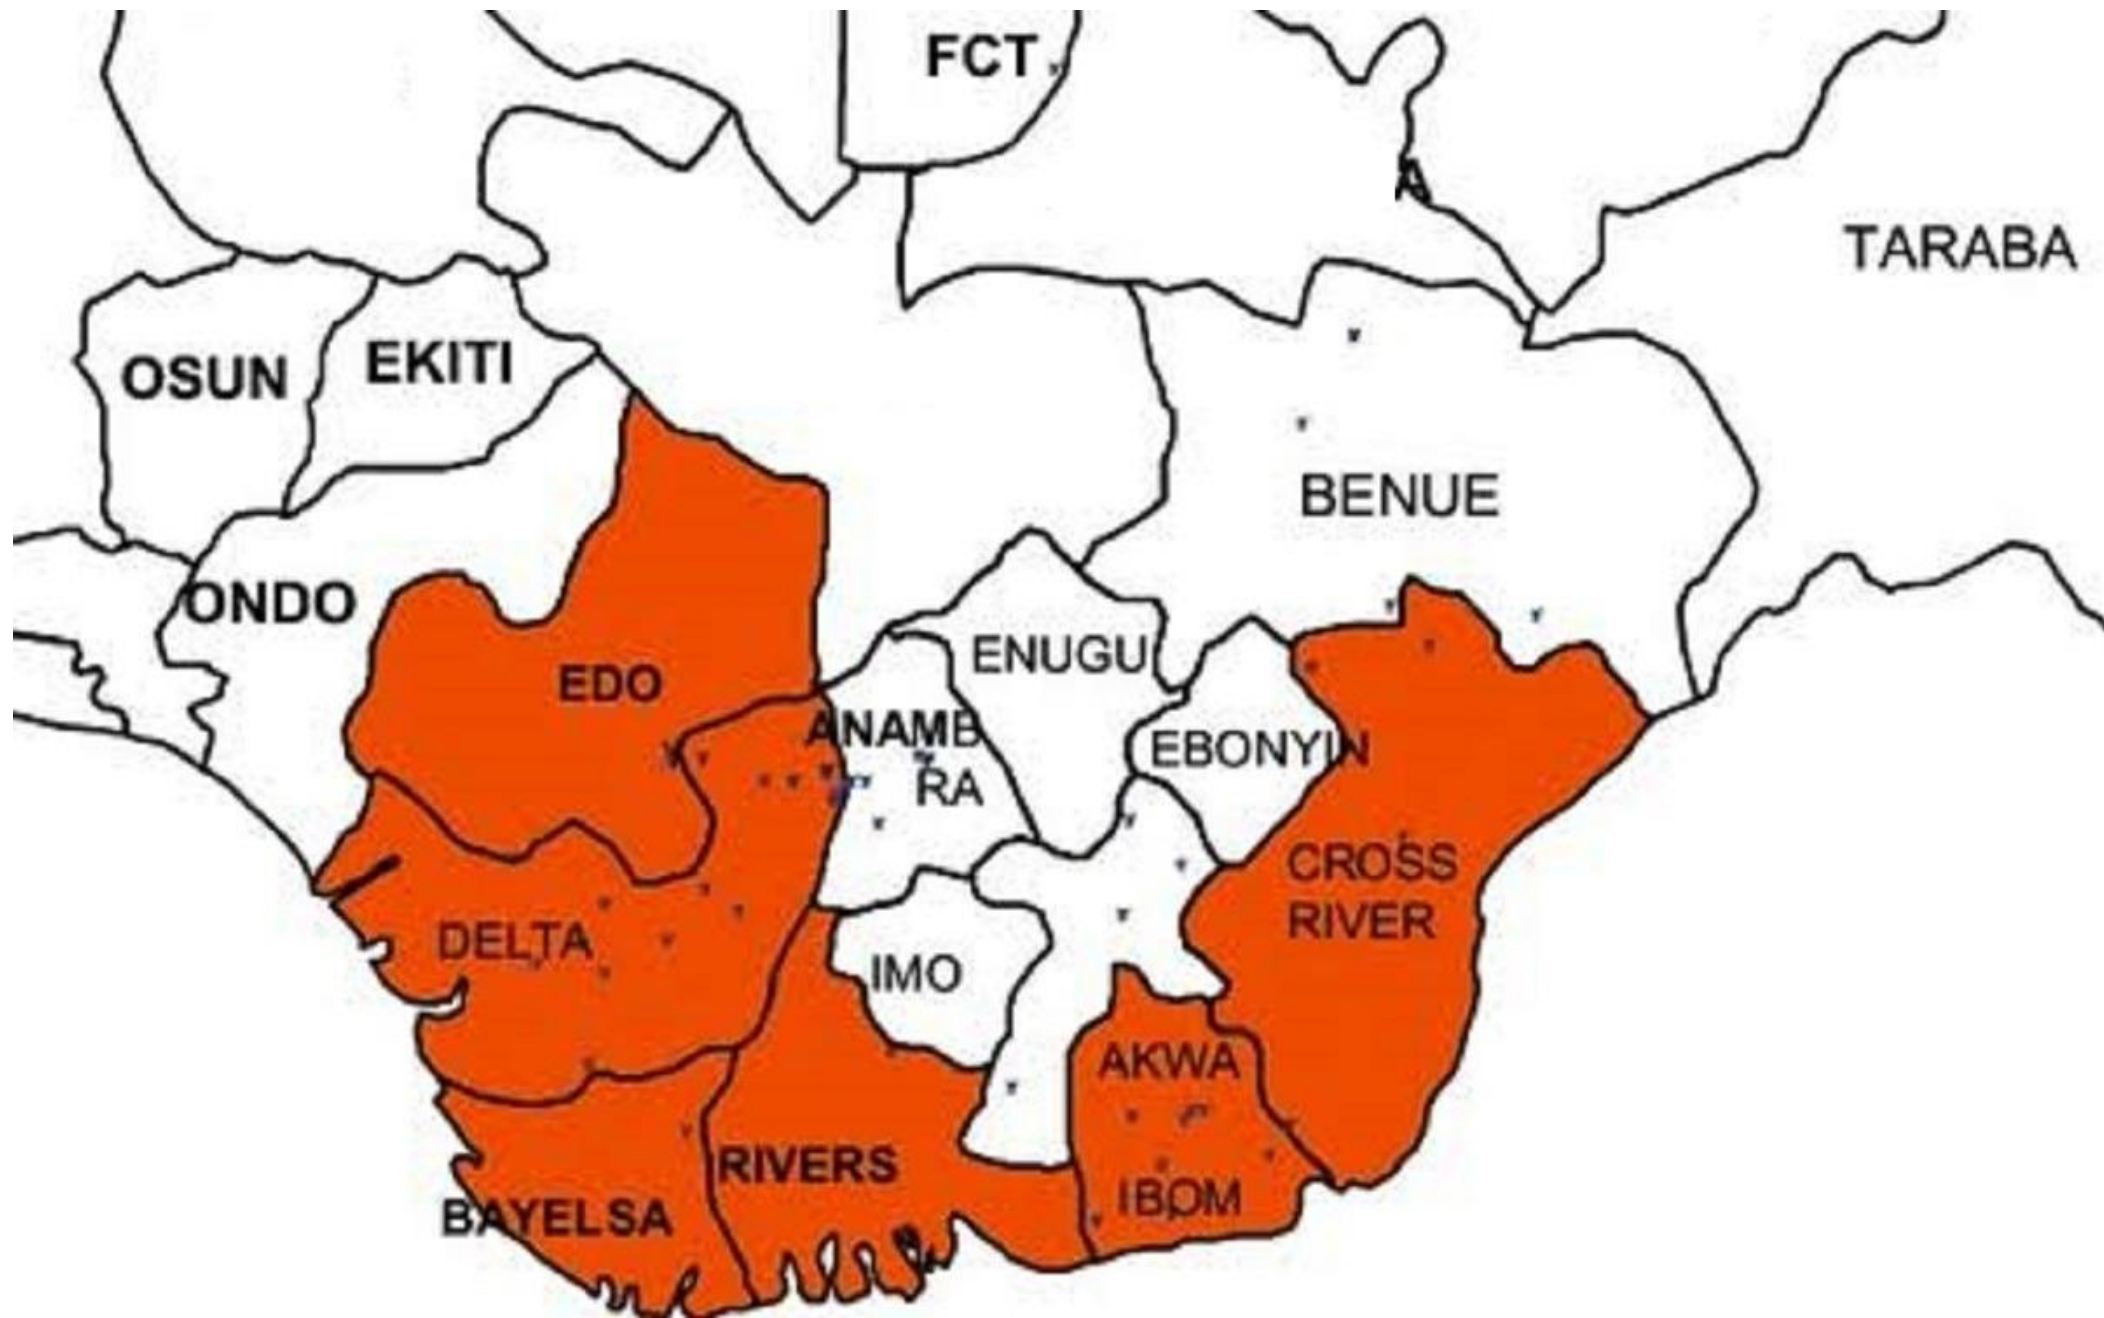 FCT
A
TARABA
OSUN
EKITI
BENUE
ONDO
EDO
ENUGU
ANAMB
RA
EBONYIN
CROSS
RIVER
DELTA
IMO
AKWA
IBOM
RIVERS
BAYELSA